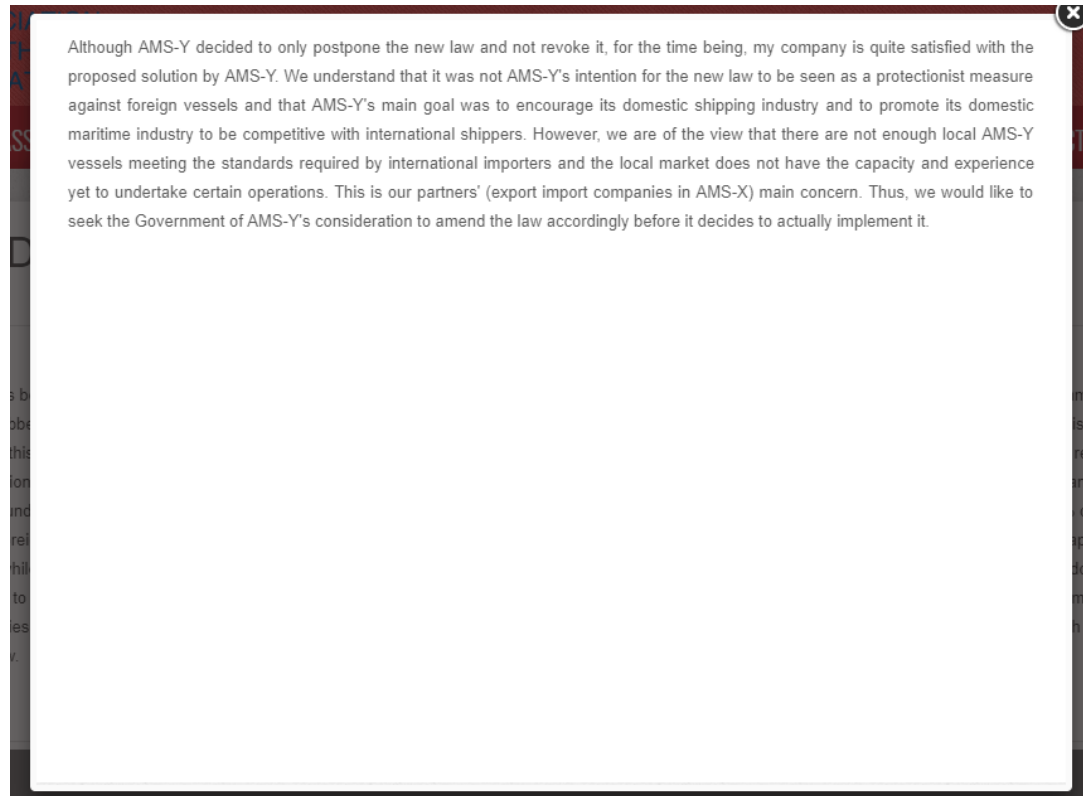 Although AMS-Y decided to only postpone the new law and not revoke it, for the time being, my company is quite satisfied with the
proposed solution by AMS-Y. We understand that it was not AMS-Y's intention for the new law to be seen as a protectionist measure
against foreign vessels and that AMS-Y's main goal was to encourage its domestic shipping industry and to promote its domestic
maritime industry to be competitive with international shippers. However, we are of the view that there are not enough local AMS-Y
vessels meeting the standards required by international importers and the local market does not have the capacity and experience
yet to undertake certain operations. This is our partners' (export import companies in AMS-X) main concern. Thus, we would like to
seek the Government of AMS-Y's consideration to amend the law accordingly before it decides to actually implement it.